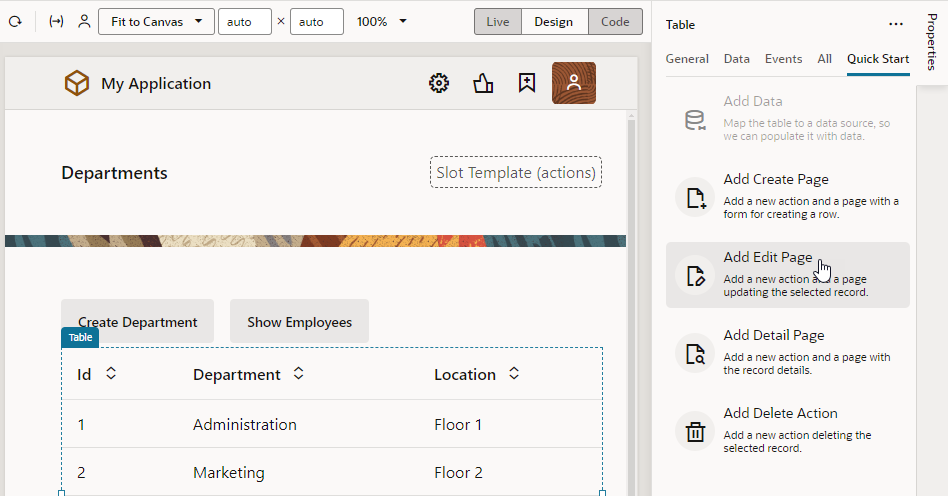 Fit to Canvas auto × auto 100% Live Design Code
Table ...
Properties
General Data Events All Quick Start
My Application
Departments
Slot Template (actions)
Create Department Show Employees
Table
Id Department Location
1 Administration Floor 1
2 Marketing Floor 2
Add Data
Map the table to a data source, so
we can populate it with data.
Add Create Page
Add a new action and a page with a
form for creating a row.
Add Edit Page
Add a new action and a page
updating the selected record.
Add Detail Page
Add a new action and a page with
the record details.
Add Delete Action
Add a new action deleting the
selected record.